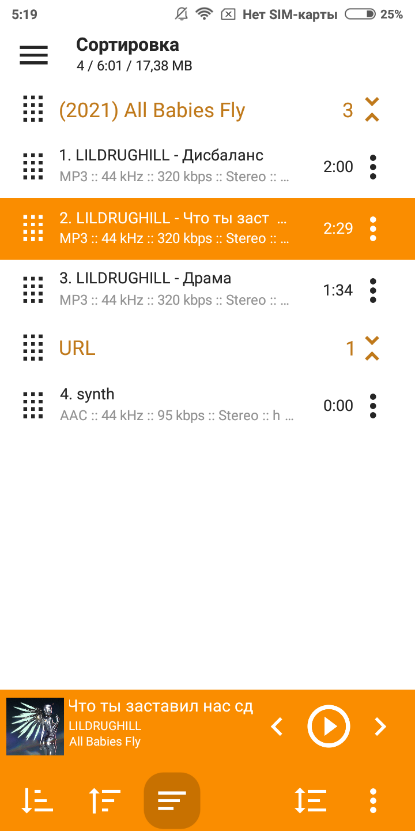 5:19 Нет SIM-карты 25%
Сортировка
4 / 6:01 / 17,38 MB
(2021) All Babies Fly 3
1. LILDRUGHILL - Дисбаланс 2:00
MP3 :: 44 kHz :: 320 kbps :: Stereo :: ...
2. LILDRUGHILL - Что ты заст ... 2:29
MP3 :: 44 kHz :: 320 kbps :: Stereo :: ...
3. LILDRUGHILL - Драма 1:34
MP3 :: 44 kHz :: 320 kbps :: Stereo :: ...
URL 1
4. synth 0:00
AAC :: 44 kHz :: 95 kbps :: Stereo :: h ...
Что ты заставил нас сд
LILDRUGHILL
All Babies Fly